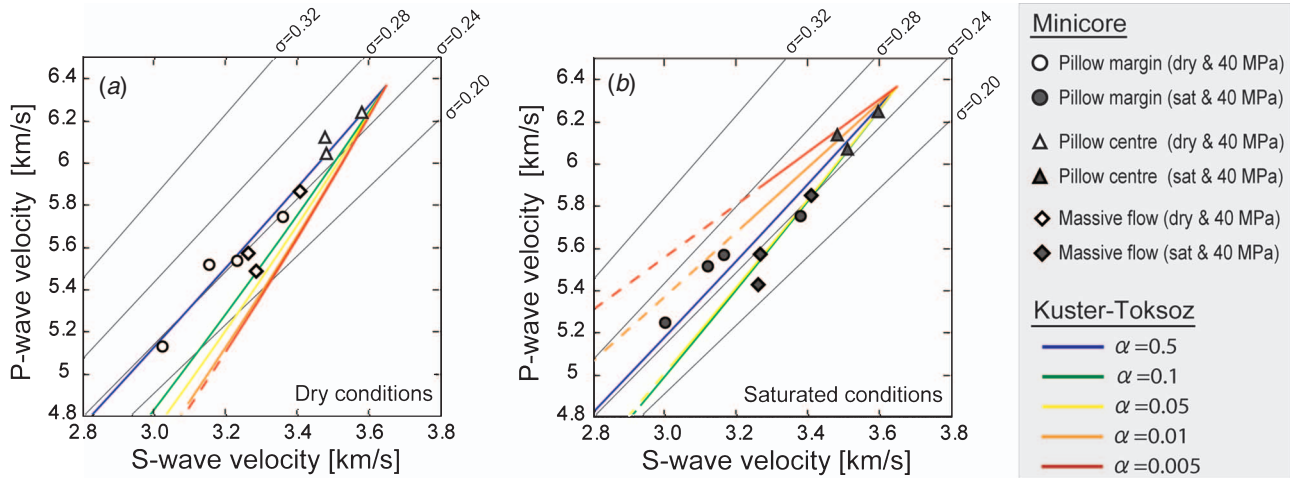 σ=0.32
σ=0.28
σ=0.24
σ=0.20
(a)
P-wave velocity [km/s]
6.4
6.2
6
5.8
5.6
5.4
5.2
5
4.8
Dry conditions
2.8 3.0 3.2 3.4 3.6 3.8
S-wave velocity [km/s]
σ=0.32
σ=0.28
σ=0.24
σ=0.20
(b)
P-wave velocity [km/s]
6.4
6.2
6
5.8
5.6
5.4
5.2
5
4.8
Saturated conditions
2.8 3.0 3.2 3.4 3.6 3.8
S-wave velocity [km/s]
Minicore
Pillow margin (dry & 40 MPa)
Pillow margin (sat & 40 MPa)
Pillow centre (dry & 40 MPa)
Pillow centre (sat & 40 MPa)
Massive flow (dry & 40 MPa)
Massive flow (sat & 40 MPa)
Kuster-Toksoz
α=0.5
α=0.1
α=0.05
α=0.01
α=0.005